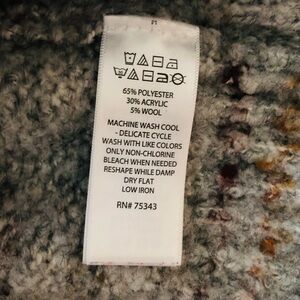 65% POLYESTER
30% ACRYLIC
5% WOOL
MACHINE WASH COOL
- DELICATE CYCLE
WASH WITH LIKE COLORS
ONLY NON-CHLORINE
BLEACH WHEN NEEDED
RESHAPE WHILE DAMP
DRY FLAT
LOW IRON
RN# 75343